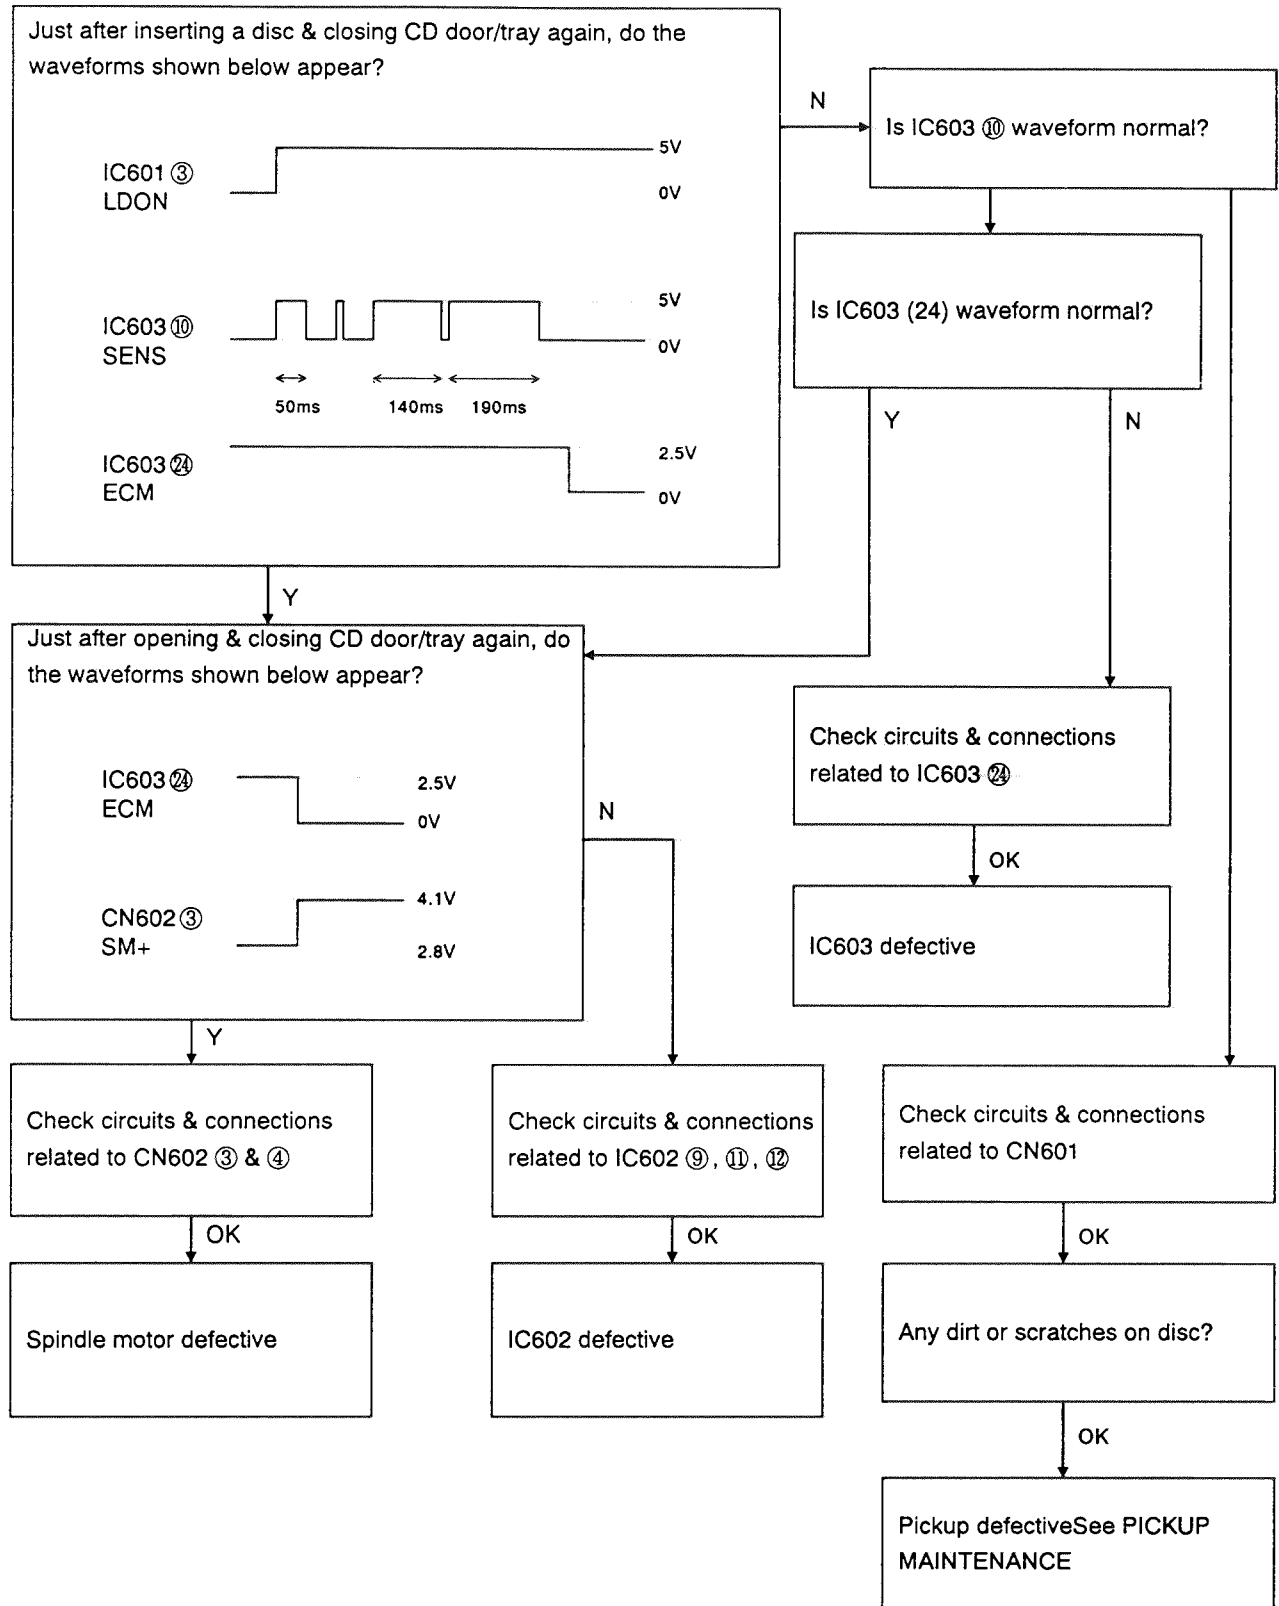 Just after inserting a disc & closing CD door/tray again, do the
waveforms shown below appear?
IC601 ③
LDON
5V
0V
IC603 ⑩
SENS
5V
0V
50ms
140ms
190ms
IC603 ㉔
ECM
2.5V
0V
N
Is IC603 ⑩ waveform normal?
Is IC603 (24) waveform normal?
Y
N
Y
Just after opening & closing CD door/tray again, do
the waveforms shown below appear?
IC603 ㉔
ECM
2.5V
0V
CN602 ③
SM+
4.1V
2.8V
N
Check circuits & connections
related to IC603 ㉔
OK
IC603 defective
Y
Check circuits & connections
related to CN602 ③ & ④
OK
Spindle motor defective
Check circuits & connections
related to IC602 ⑨, ⑪, ⑫
OK
IC602 defective
Check circuits & connections
related to CN601
OK
Any dirt or scratches on disc?
OK
Pickup defectiveSee PICKUP
MAINTENANCE